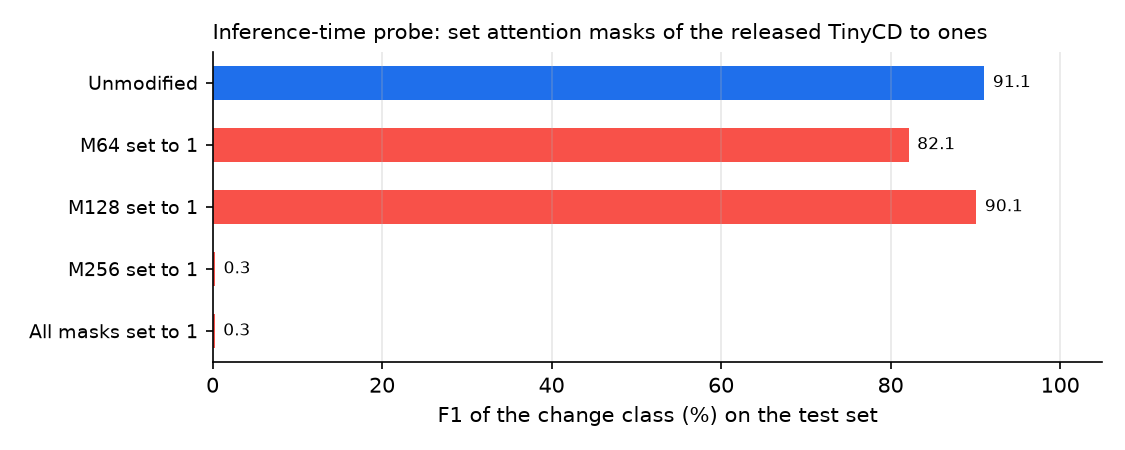 Inference-time probe: set attention masks of the released TinyCD to ones
Unmodified
91.1
M64 set to 1
82.1
M128 set to 1
90.1
M256 set to 1
0.3
All masks set to 1
0.3
0 20 40 60 80 100
F1 of the change class (%) on the test set